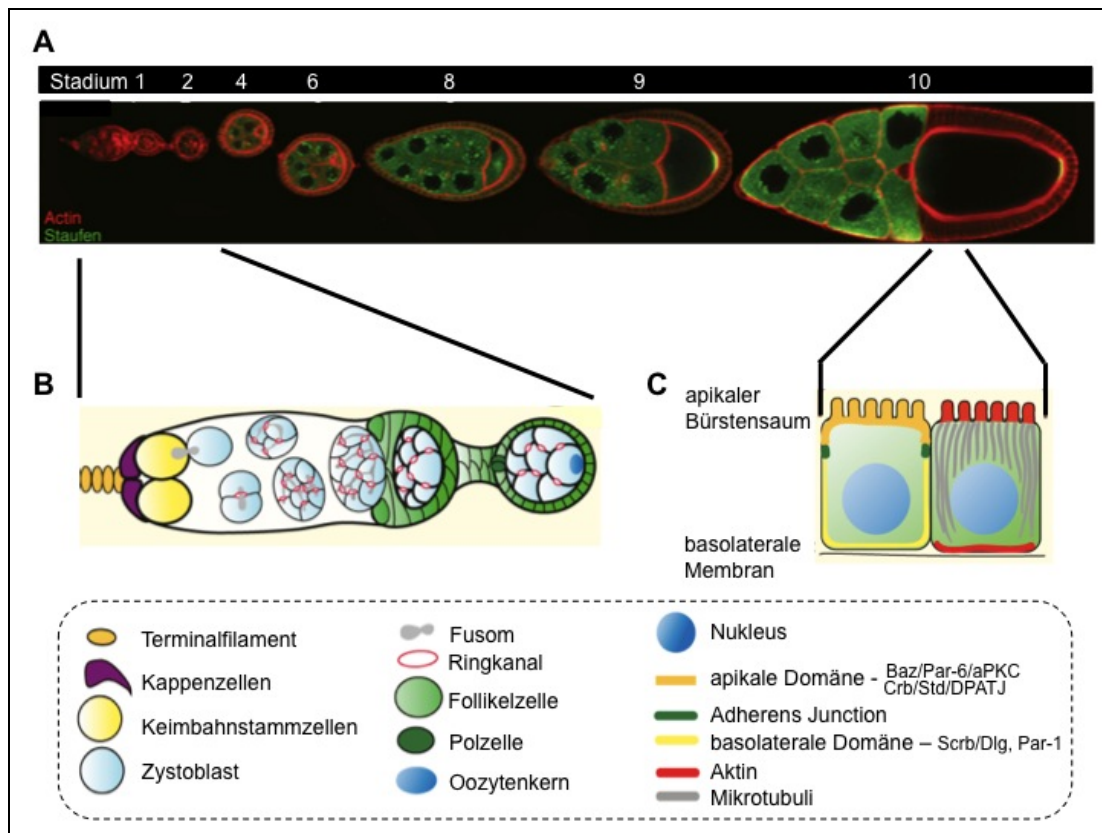 A
Stadium 1 2 4 6 8 9 10
Actin
Staufen
B
C
apikaler
Bürstensaum
basolaterale
Membran
Terminalfilament
Kappenzellen
Keimbahnstammzellen
Zystoblast
Fusom
Ringkanal
Follikelzelle
Polzelle
Oozytenkern
Nukleus
apikale Domäne - Baz/Par-6/aPKC
Crb/Std/DPATJ
Adherens Junction
basolaterale Domäne – Scrb/Dlg, Par-1
Aktin
Mikrotubuli